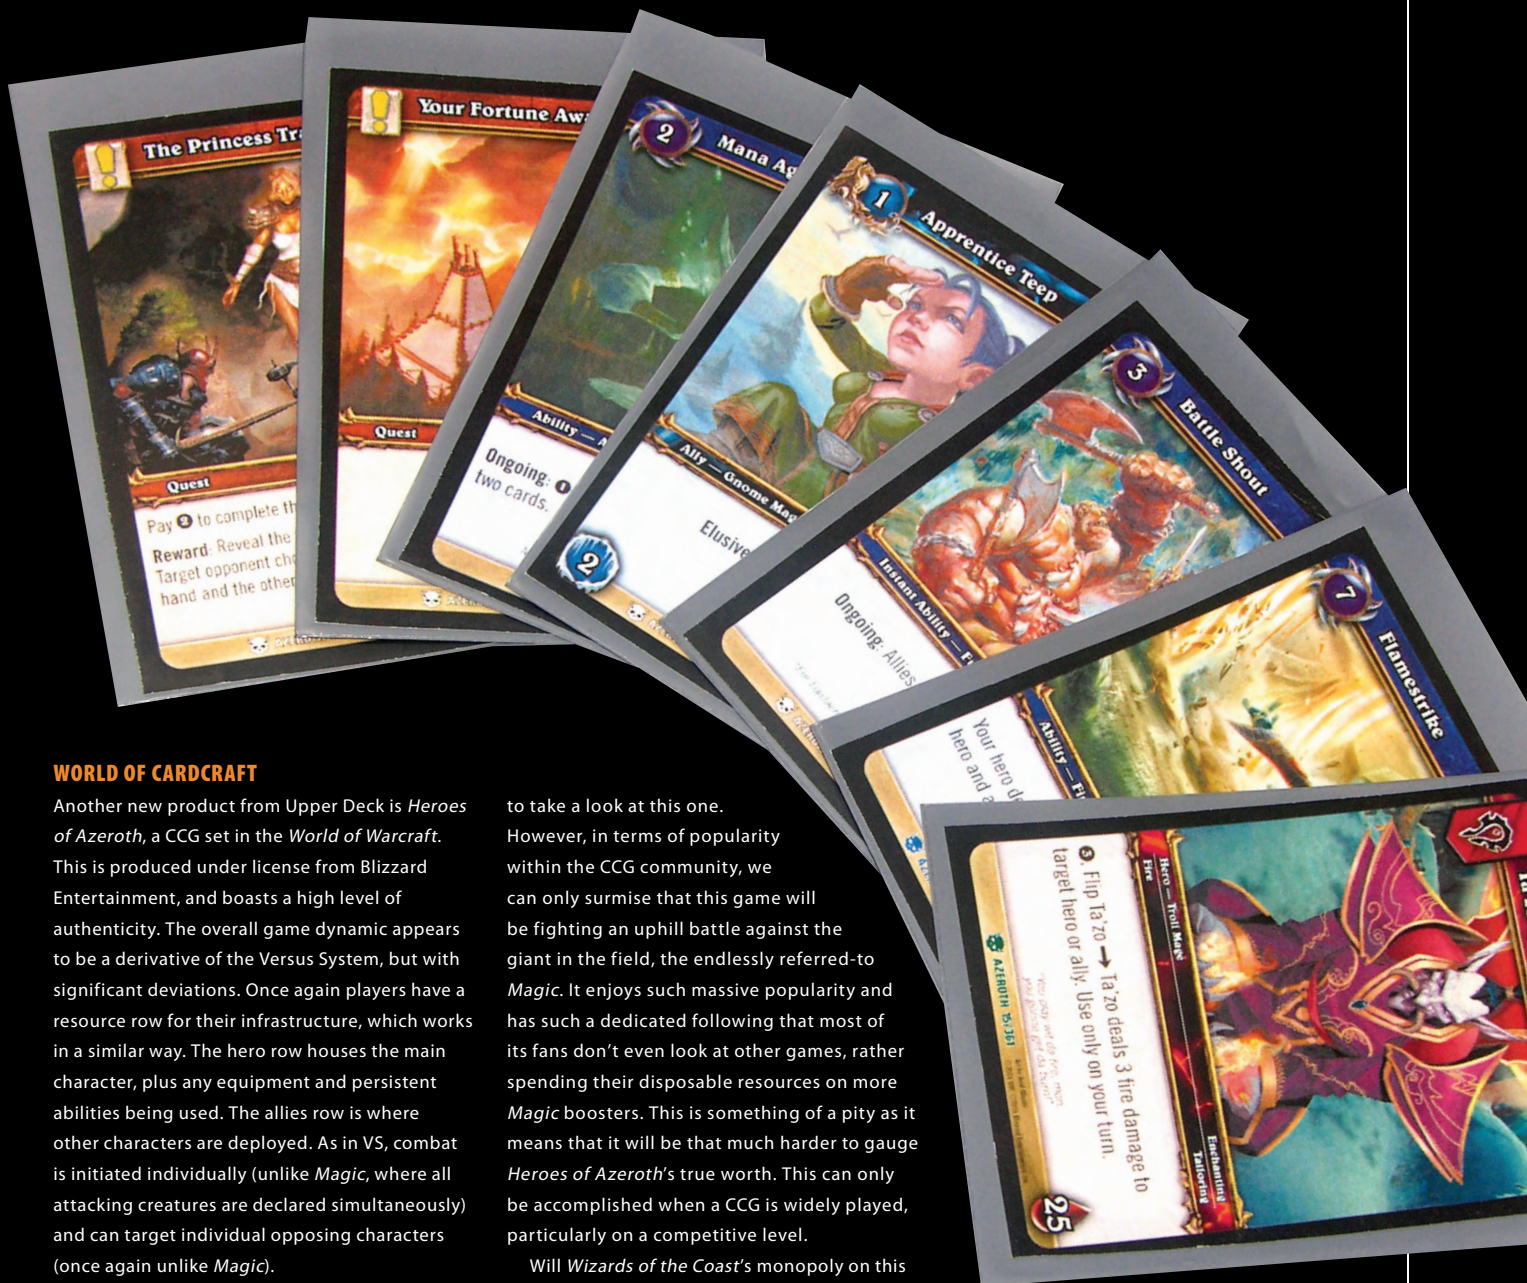 The Princess Tra
Quest
Pay 2 to complete th
Reward: Reveal the
Target opponent cho
hand and the other
Your Fortune Awa
Quest
2
Mana Ag
Ability — A
Ongoing: 1
two cards.
1
Apprentice Teep
Ally — Gnome Mag
Elusive
2
3
Battle Shout
Instant Ability — Fu
Ongoing: Allies
7
Flamestrike
Ability — Fi
Your hero de
hero and a
Hero — Troll Mage
Fire
Enchanting
Tailoring
3, Flip Ta'zo → Ta'zo deals 3 fire damage to
target hero or ally. Use only on your turn.
AZEROTH 15/361
25
WORLD OF CARDCRAFT
Another new product from Upper Deck is Heroes
of Azeroth, a CCG set in the World of Warcraft.
This is produced under license from Blizzard
Entertainment, and boasts a high level of
authenticity. The overall game dynamic appears
to be a derivative of the Versus System, but with
significant deviations. Once again players have a
resource row for their infrastructure, which works
in a similar way. The hero row houses the main
character, plus any equipment and persistent
abilities being used. The allies row is where
other characters are deployed. As in VS, combat
is initiated individually (unlike Magic, where all
attacking creatures are declared simultaneously)
and can target individual opposing characters
(once again unlike Magic).
to take a look at this one.
However, in terms of popularity
within the CCG community, we
can only surmise that this game will
be fighting an uphill battle against the
giant in the field, the endlessly referred-to
Magic. It enjoys such massive popularity and
has such a dedicated following that most of
its fans don't even look at other games, rather
spending their disposable resources on more
Magic boosters. This is something of a pity as it
means that it will be that much harder to gauge
Heroes of Azeroth's true worth. This can only
be accomplished when a CCG is widely played,
particularly on a competitive level.
Will Wizards of the Coast's monopoly on this